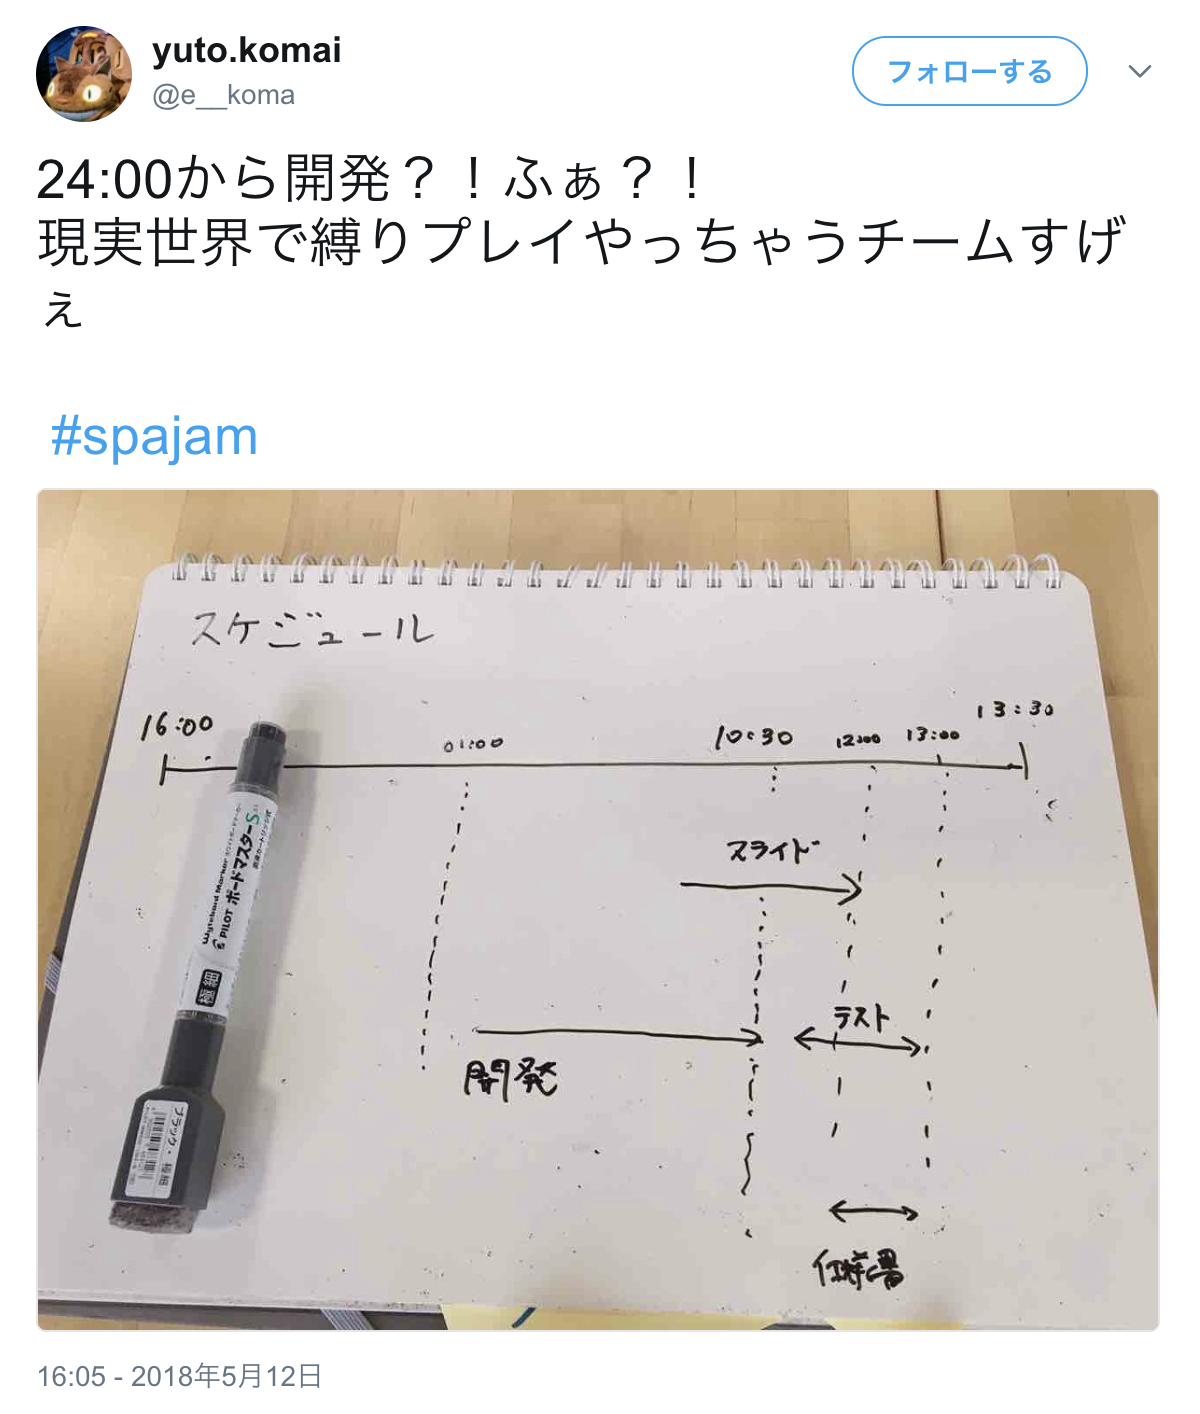 yuto.komai
@e__koma
フォローする
24:00から開発？！ふぁ？！
現実世界で縛りプレイやっちゃうチームすげ
ぇ
#spajam
スケジュール
16:00
01:00
10:30
12:00
13:00
13:30
スライド
テスト
開発
仕様書
Whiteboard Marker
PILOT ボードマスターS
極細
ブラック・極細
16:05 - 2018年5月12日